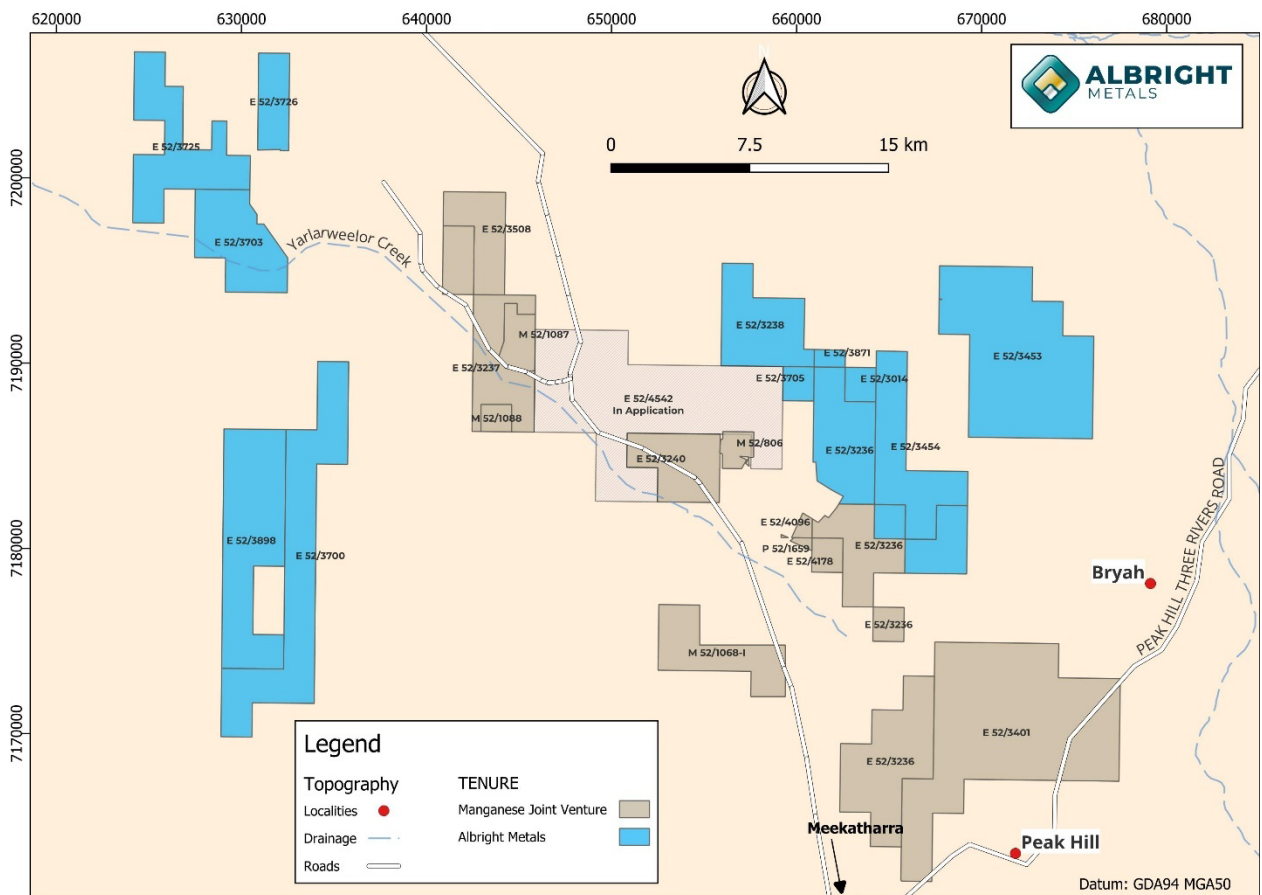 620000
630000
640000
650000
660000
670000
680000
7200000
7190000
7180000
7170000
N
ALBRIGHT
METALS
0
7.5
15 km
E 52/3726
E 52/3725
E 52/3703
Yarlarweelor Creek
E 52/3508
M 52/1087
E 52/3237
M 52/1088
E 52/4542
In Application
E 52/3240
M 52/806
E 52/3238
E 52/3871
E 52/3705
E 52/3014
E 52/3236
E 52/3454
E 52/3453
E 52/3898
E 52/3700
E 52/4096
P 52/1659
E 52/4178
E 52/3236
E 52/3236
Bryah
PEAK HILL THREE RIVERS ROAD
M 52/1068-I
E 52/3401
E 52/3236
Meekatharra
Peak Hill
Legend
Topography
Localities
Drainage
Roads
TENURE
Manganese Joint Venture
Albright Metals
Datum: GDA94 MGA50